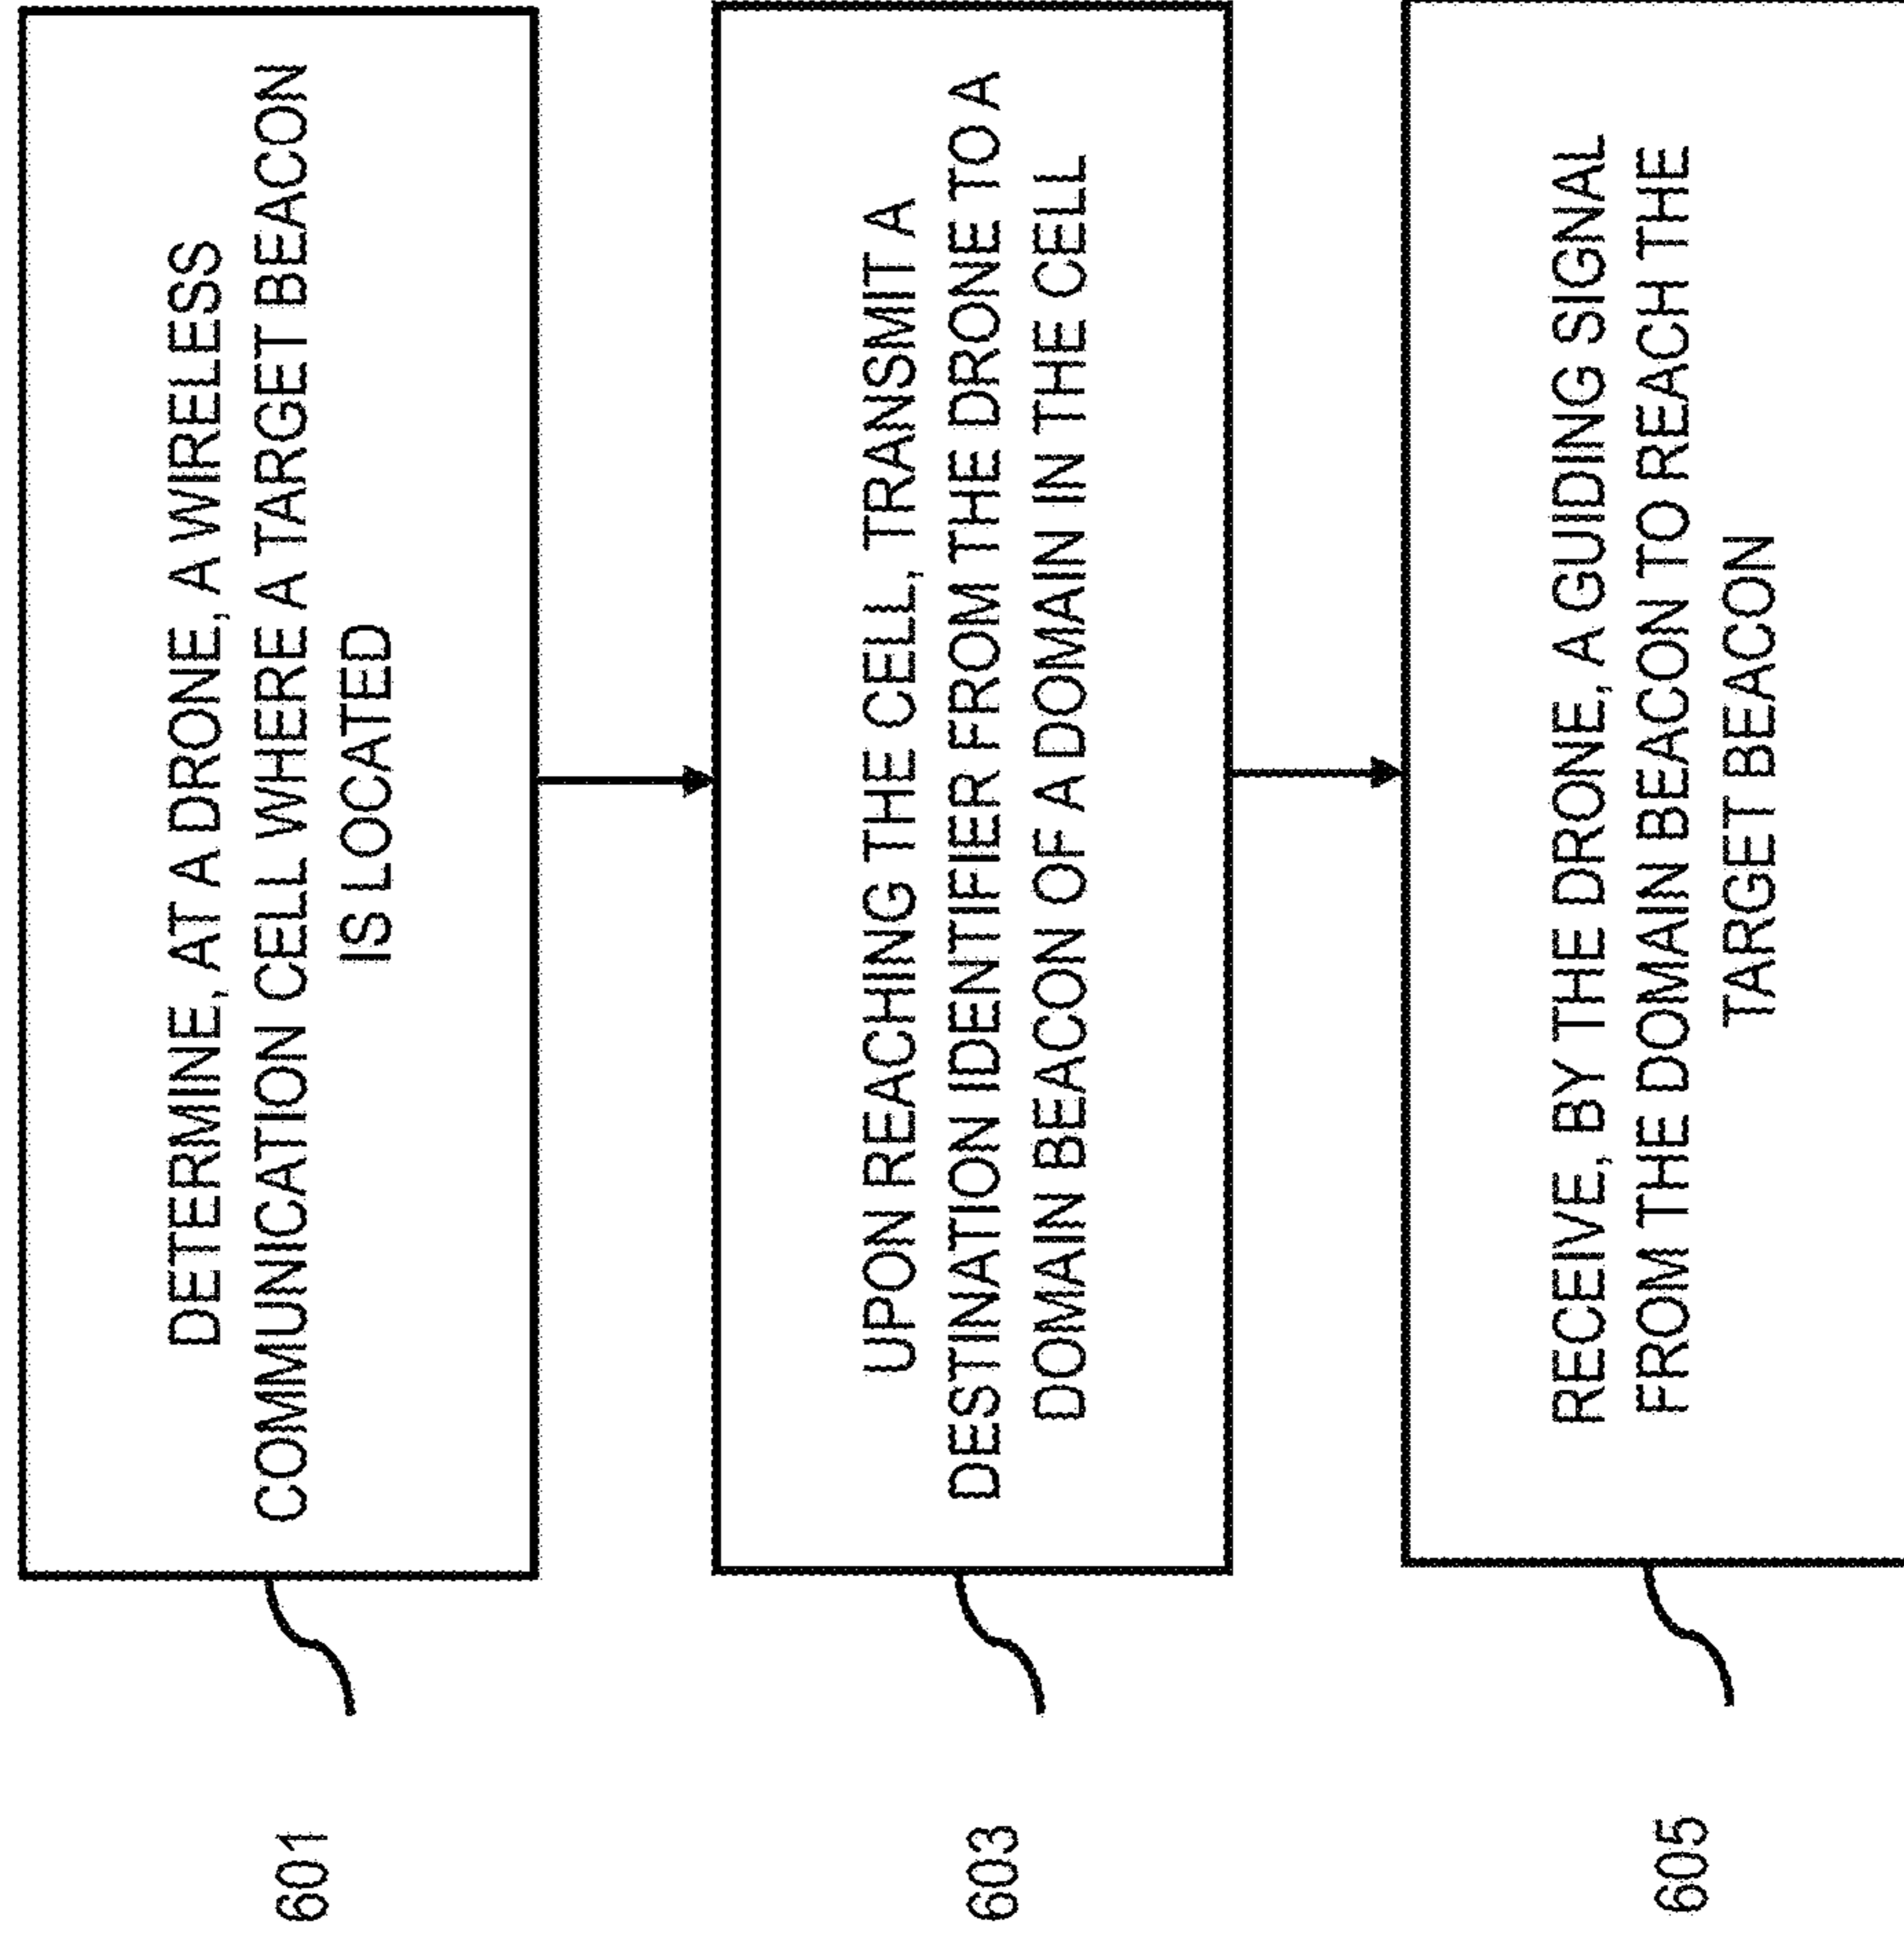 601
DETERMINE, AT A DRONE, A WIRELESS
COMMUNICATION CELL WHERE A TARGET BEACON
IS LOCATED
603
UPON REACHING THE CELL, TRANSMIT A
DESTINATION IDENTIFIER FROM THE DRONE TO A
DOMAIN BEACON OF A DOMAIN IN THE CELL
605
RECEIVE, BY THE DRONE, A GUIDING SIGNAL
FROM THE DOMAIN BEACON TO REACH THE
TARGET BEACON